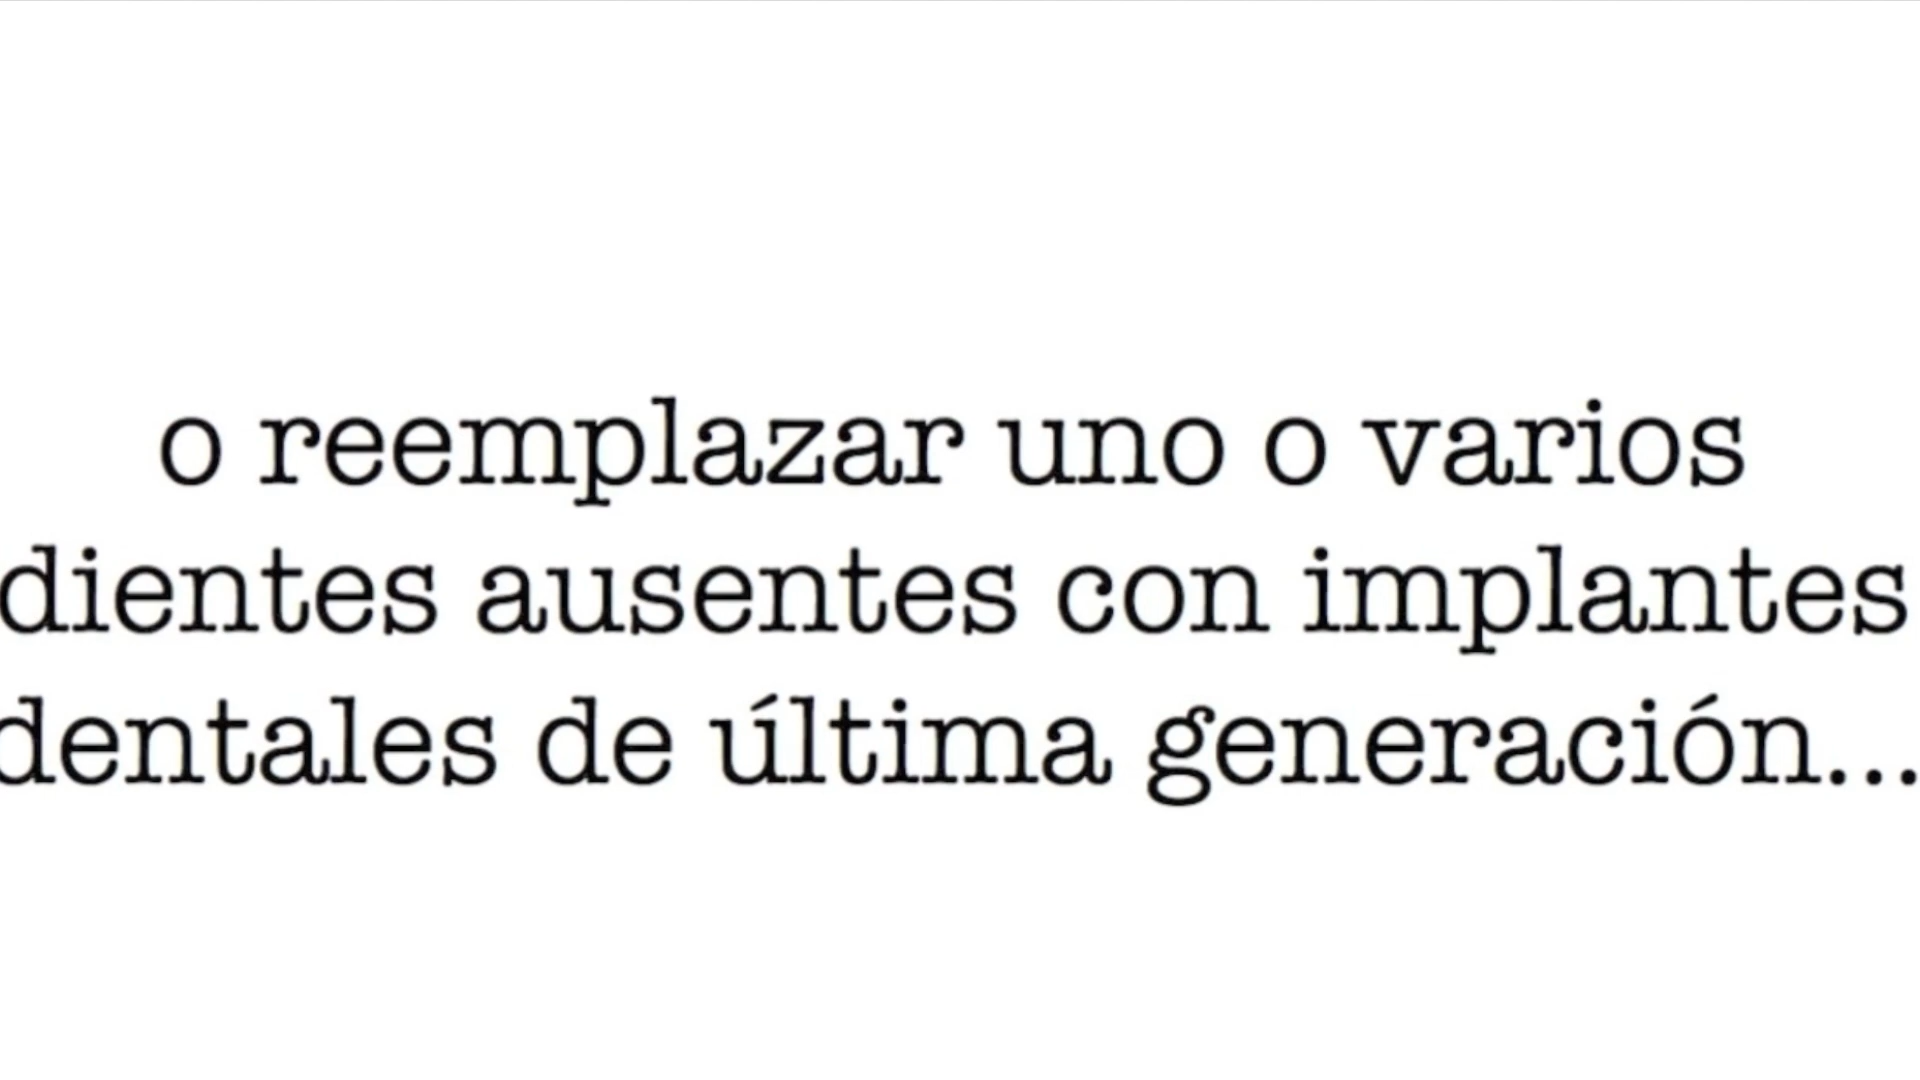 o reemplazar uno o varios
dientes ausentes con implantes
dentales de última generación...